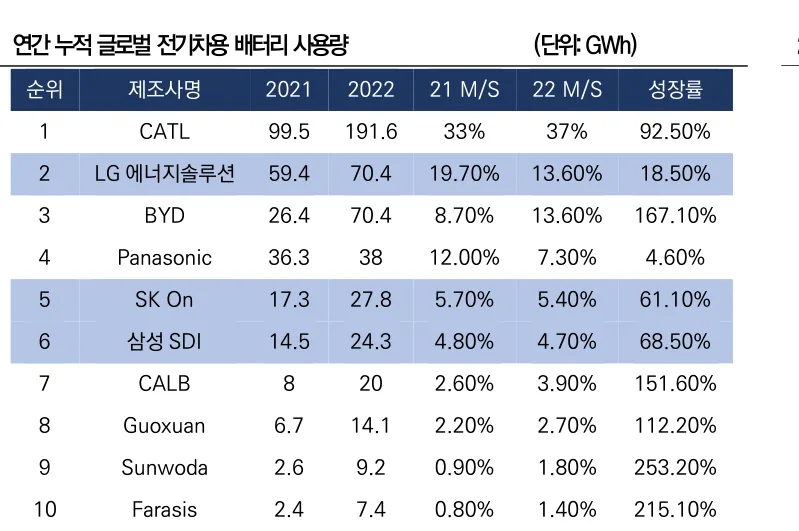 연간 누적 글로벌 전기차용 배터리 사용량 (단위: GWh)
순위 제조사명 2021 2022 21 M/S 22 M/S 성장률
1 CATL 99.5 191.6 33% 37% 92.50%
2 LG 에너지솔루션 59.4 70.4 19.70% 13.60% 18.50%
3 BYD 26.4 70.4 8.70% 13.60% 167.10%
4 Panasonic 36.3 38 12.00% 7.30% 4.60%
5 SK On 17.3 27.8 5.70% 5.40% 61.10%
6 삼성 SDI 14.5 24.3 4.80% 4.70% 68.50%
7 CALB 8 20 2.60% 3.90% 151.60%
8 Guoxuan 6.7 14.1 2.20% 2.70% 112.20%
9 Sunwoda 2.6 9.2 0.90% 1.80% 253.20%
10 Farasis 2.4 7.4 0.80% 1.40% 215.10%